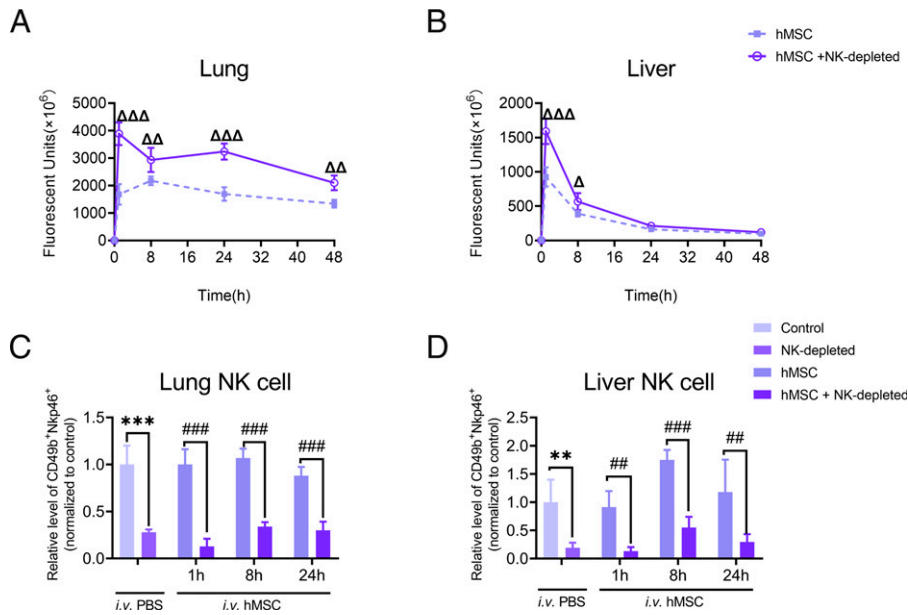 A
B
hMSC
hMSC +NK-depleted
Lung
Liver
Fluorescent Units(×10⁶)
5000
4000
3000
2000
1000
0
ΔΔΔ
ΔΔ
ΔΔΔ
ΔΔ
0 8 16 24 32 40 48
Time(h)
Fluorescent Units(×10⁶)
2000
1500
1000
500
0
ΔΔΔ
Δ
0 8 16 24 32 40 48
Time(h)
Control
NK-depleted
hMSC
hMSC + NK-depleted
C
D
Lung NK cell
Liver NK cell
Relative level of CD49b⁺Nkp46⁺
(normalized to control)
1.5
1.0
0.5
0.0
***
###
###
###
1h 8h 24h
i.v. PBS
i.v. hMSC
Relative level of CD49b⁺Nkp46⁺
(normalized to control)
2.5
2.0
1.5
1.0
0.5
0.0
**
##
###
##
1h 8h 24h
i.v. PBS
i.v. hMSC